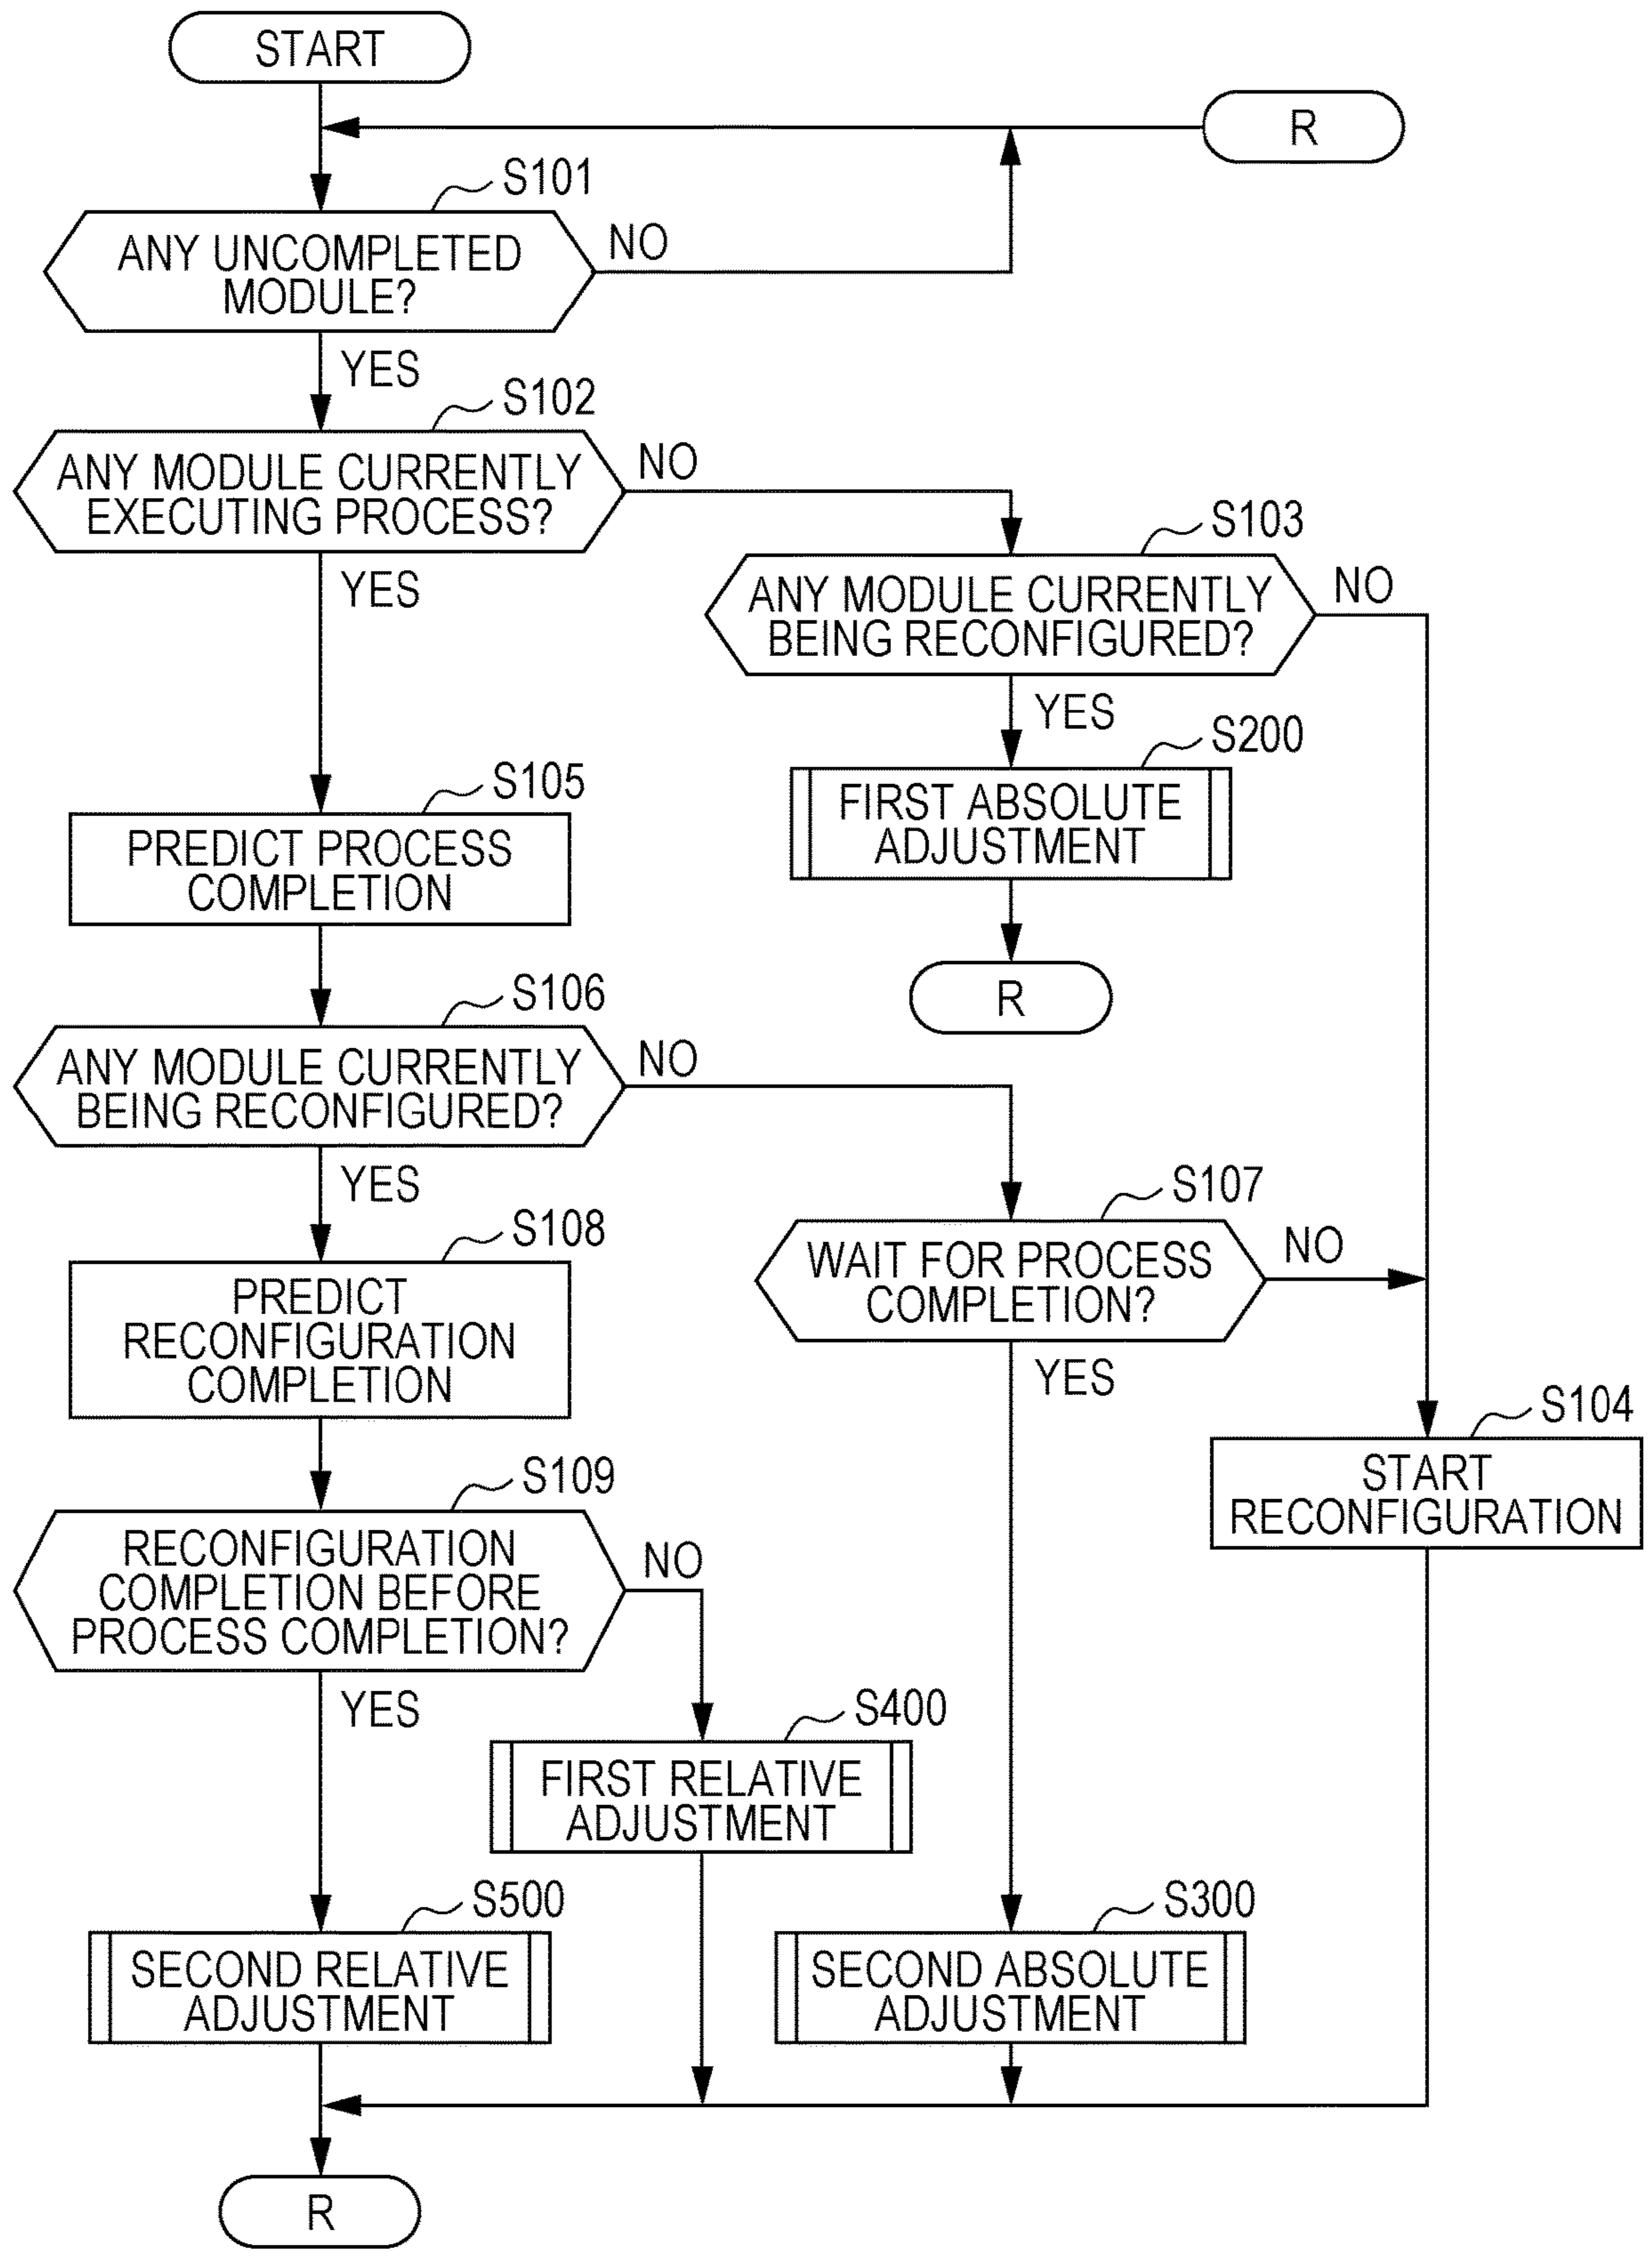 START
R
S101
ANY UNCOMPLETED
MODULE?
NO
YES
S102
ANY MODULE CURRENTLY
EXECUTING PROCESS?
NO
YES
S103
ANY MODULE CURRENTLY
BEING RECONFIGURED?
NO
YES
S200
FIRST ABSOLUTE
ADJUSTMENT
R
S105
PREDICT PROCESS
COMPLETION
S106
ANY MODULE CURRENTLY
BEING RECONFIGURED?
NO
YES
S107
WAIT FOR PROCESS
COMPLETION?
NO
YES
S108
PREDICT
RECONFIGURATION
COMPLETION
S104
START
RECONFIGURATION
S109
RECONFIGURATION
COMPLETION BEFORE
PROCESS COMPLETION?
NO
YES
S400
FIRST RELATIVE
ADJUSTMENT
S500
SECOND RELATIVE
ADJUSTMENT
S300
SECOND ABSOLUTE
ADJUSTMENT
R